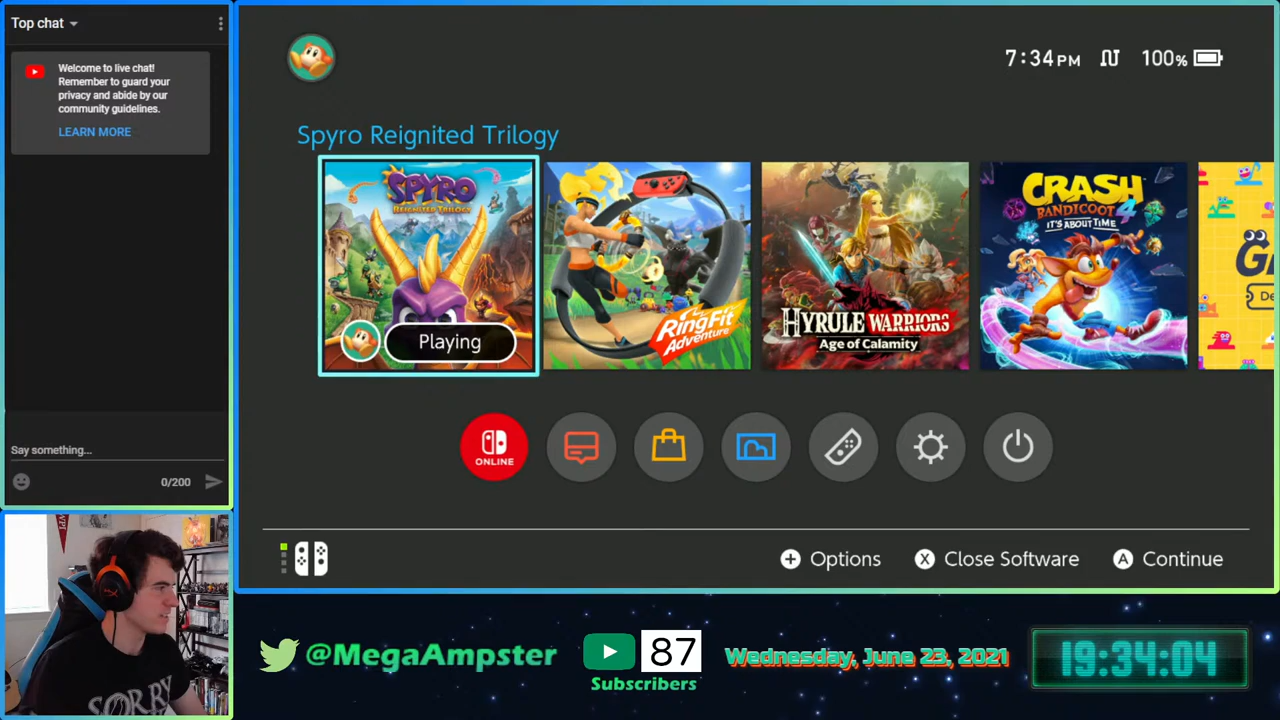 Top chat
Welcome to live chat!
Remember to guard your
privacy and abide by our
community guidelines.
LEARN MORE
Say something...
0/200
7:34PM
100%
Spyro Reignited Trilogy
SPYRO
REIGNITED TRILOGY
Playing
RingFit
Adventure
HYRULE WARRIORS
Age of Calamity
CRASH
BANDICOOT 4
IT'S ABOUT TIME
ONLINE
+ Options
X Close Software
A Continue
SORRY
@MegaAmpster
87
Subscribers
Wednesday, June 23, 2021
19:34:04